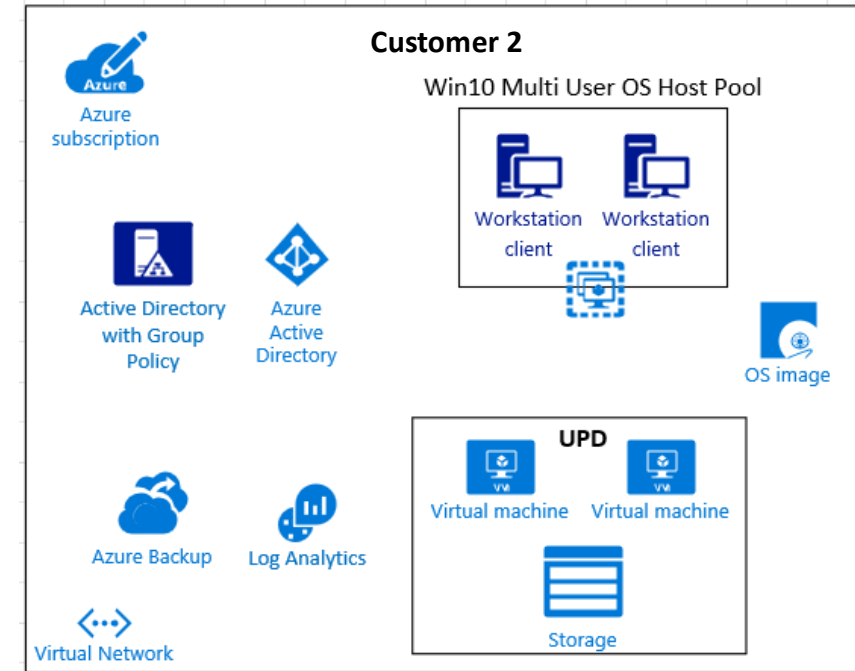 Customer 2
Azure
Azure
subscription
Win10 Multi User OS Host Pool
Workstation
client
Workstation
client
Active Directory
with Group
Policy
Azure
Active
Directory
OS image
UPD
VM
Virtual machine
VM
Virtual machine
Storage
Azure Backup
Log Analytics
Virtual Network